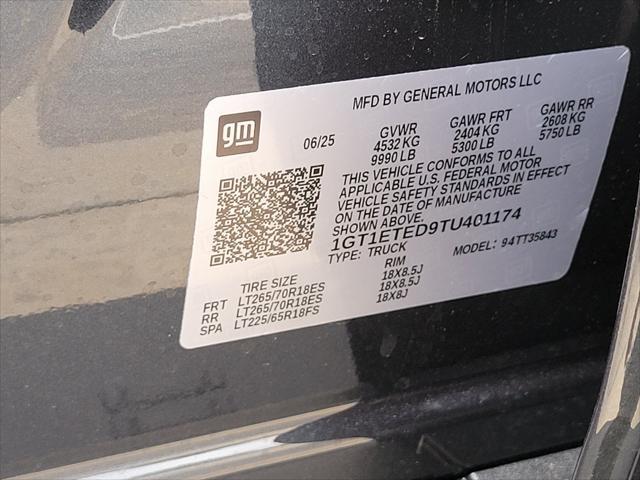 MFD BY GENERAL MOTORS LLC
gm
06/25
GVWR GAWR FRT GAWR RR
4532 KG 2404 KG 2608 KG
9990 LB 5300 LB 5750 LB
THIS VEHICLE CONFORMS TO ALL
APPLICABLE U.S. FEDERAL MOTOR
VEHICLE SAFETY STANDARDS IN EFFECT
ON THE DATE OF MANUFACTURE
SHOWN ABOVE.
1GT1ETED9TU401174
TYPE: TRUCK MODEL: 94TT35843
TIRE SIZE RIM
FRT LT265/70R18ES 18X8.5J
RR LT265/70R18ES 18X8.5J
SPA LT225/65R18FS 18X8J